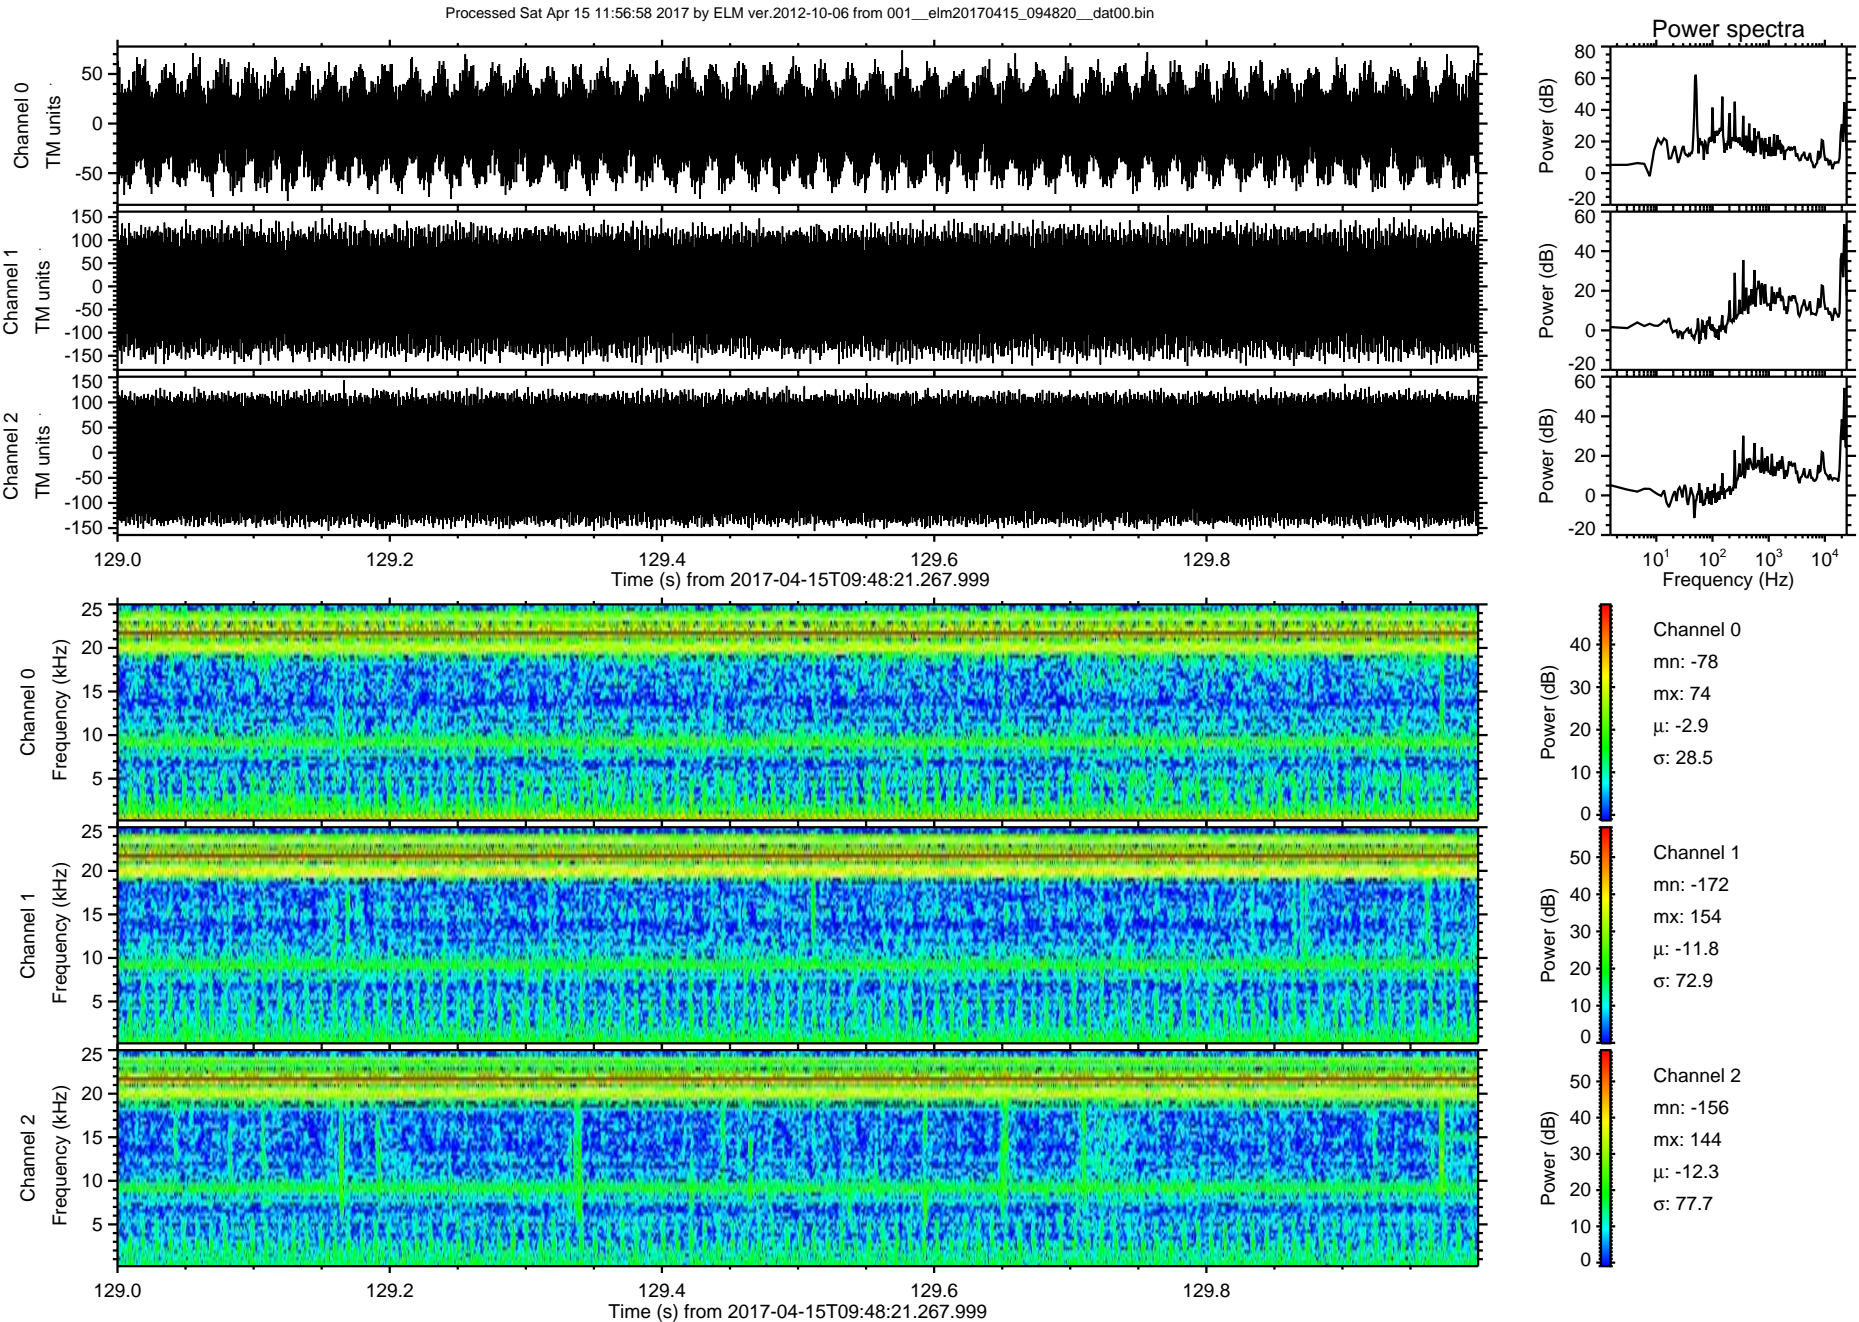 Processed Sat Apr 15 11:56:58 2017 by ELM ver.2012-10-06 from 001__elm20170415_094820__dat00.bin
Power spectra
Channel 0
TM units
50
0
-50
Power (dB)
80
60
40
20
0
-20
Channel 1
TM units
150
100
50
0
-50
-100
-150
Power (dB)
60
40
20
0
-20
Channel 2
TM units
150
100
50
0
-50
-100
-150
Power (dB)
60
40
20
0
-20
129.0 129.2 129.4 129.6 129.8
Time (s) from 2017-04-15T09:48:21.267.999
10¹ 10² 10³ 10⁴
Frequency (Hz)
Channel 0
Frequency (kHz)
25
20
15
10
5
Power (dB)
40
30
20
10
0
Channel 0
mn: -78
mx: 74
μ: -2.9
σ: 28.5
Channel 1
Frequency (kHz)
25
20
15
10
5
Power (dB)
50
40
30
20
10
0
Channel 1
mn: -172
mx: 154
μ: -11.8
σ: 72.9
Channel 2
Frequency (kHz)
25
20
15
10
5
Power (dB)
50
40
30
20
10
0
Channel 2
mn: -156
mx: 144
μ: -12.3
σ: 77.7
129.0 129.2 129.4 129.6 129.8
Time (s) from 2017-04-15T09:48:21.267.999